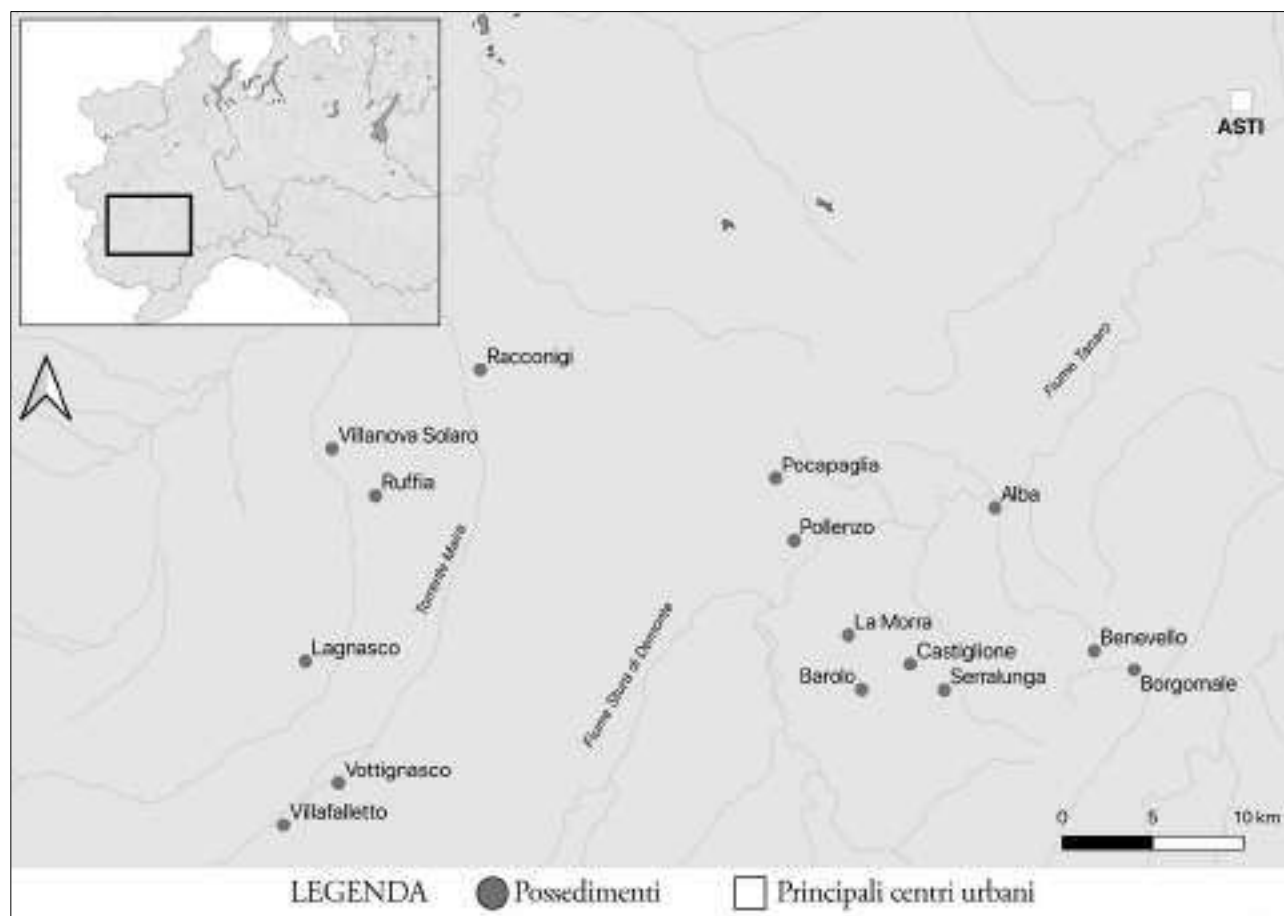 ASTI
Fiume Tanaro
Racconigi
Villanova Solaro
Ruffia
Pocapaglia
Alba
Pollenzo
Torrente Maira
La Morra
Fiume Stura di Demonte
Lagnasco
Castiglione
Benevello
Barolo
Serralunga
Borgomale
Vottignasco
Villafalletto
0 5 10 km
LEGENDA Possedimenti Principali centri urbani